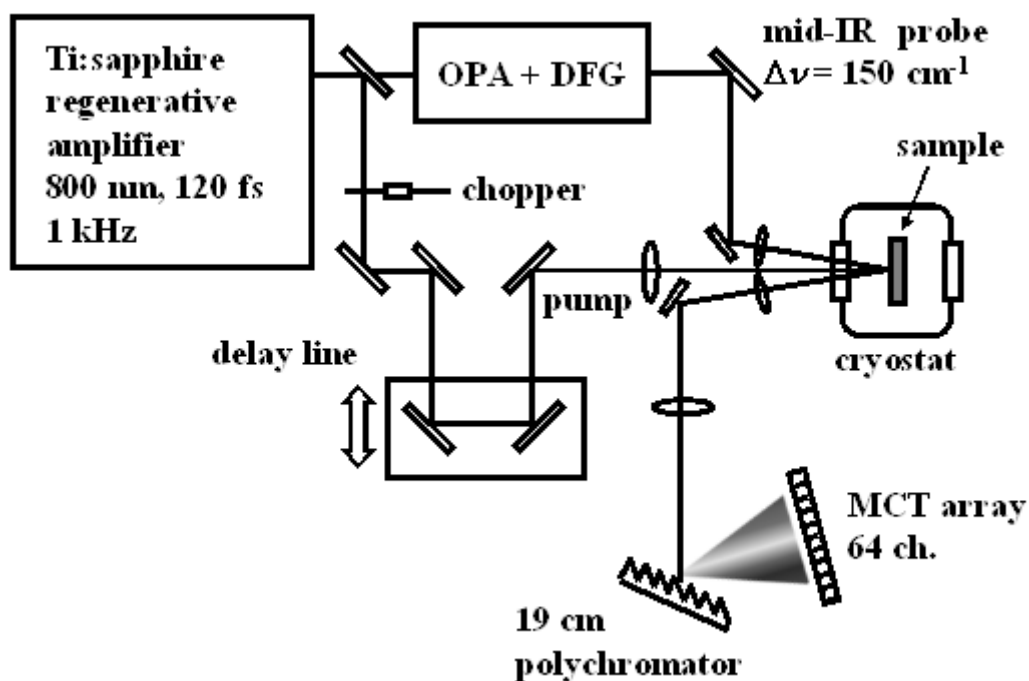 Ti:sapphire
regenerative
amplifier
800 nm, 120 fs
1 kHz
OPA + DFG
mid-IR probe
Δν = 150 cm⁻¹
sample
chopper
pump
delay line
cryostat
MCT array
64 ch.
19 cm
polychromator